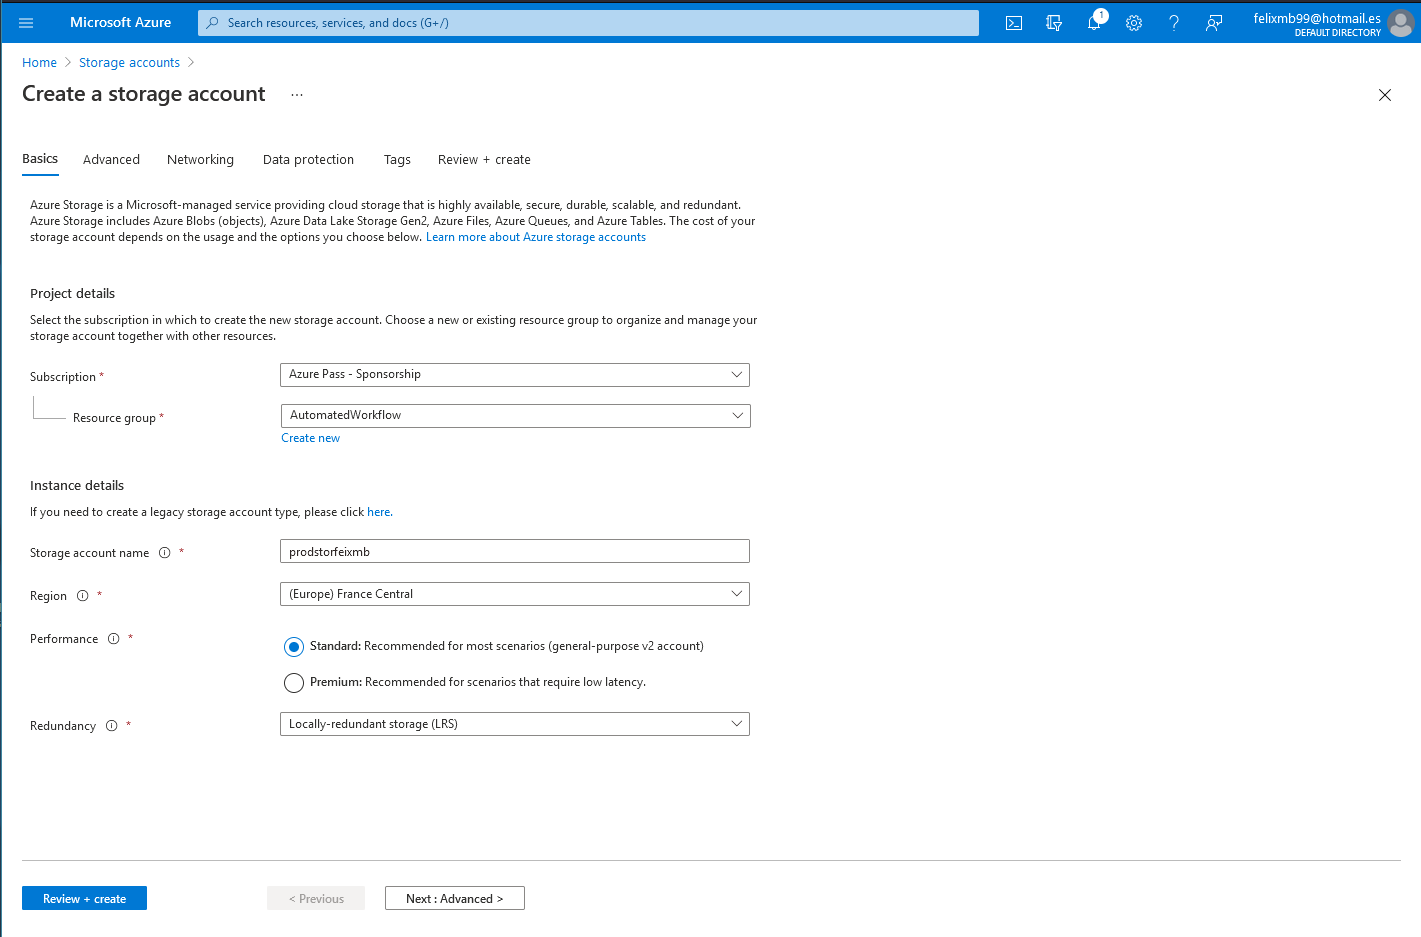 Microsoft Azure
Search resources, services, and docs (G+/)
1
felixmb99@hotmail.es
DEFAULT DIRECTORY
Home > Storage accounts >
Create a storage account ...
Basics Advanced Networking Data protection Tags Review + create
Azure Storage is a Microsoft-managed service providing cloud storage that is highly available, secure, durable, scalable, and redundant.
Azure Storage includes Azure Blobs (objects), Azure Data Lake Storage Gen2, Azure Files, Azure Queues, and Azure Tables. The cost of your
storage account depends on the usage and the options you choose below. Learn more about Azure storage accounts
Project details
Select the subscription in which to create the new storage account. Choose a new or existing resource group to organize and manage your
storage account together with other resources.
Subscription * Azure Pass - Sponsorship
Resource group * AutomatedWorkflow
Create new
Instance details
If you need to create a legacy storage account type, please click here.
Storage account name * prodstorfeixmb
Region * (Europe) France Central
Performance *
Standard: Recommended for most scenarios (general-purpose v2 account)
Premium: Recommended for scenarios that require low latency.
Redundancy * Locally-redundant storage (LRS)
Review + create < Previous Next : Advanced >